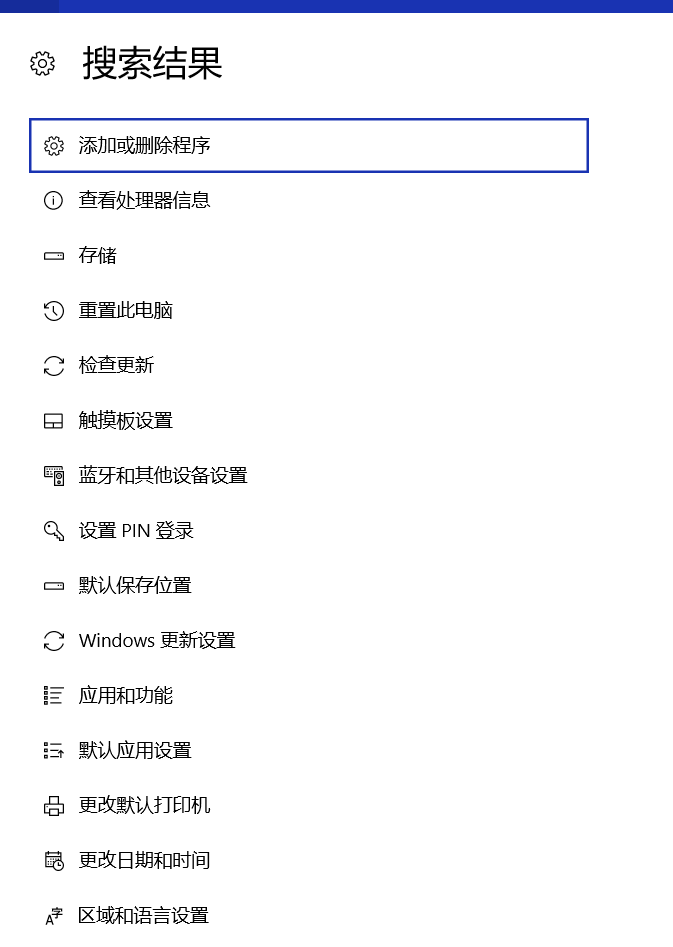 搜索结果
添加或删除程序
查看处理器信息
存储
重置此电脑
检查更新
触摸板设置
蓝牙和其他设备设置
设置 PIN 登录
默认保存位置
Windows 更新设置
应用和功能
默认应用设置
更改默认打印机
更改日期和时间
区域和语言设置